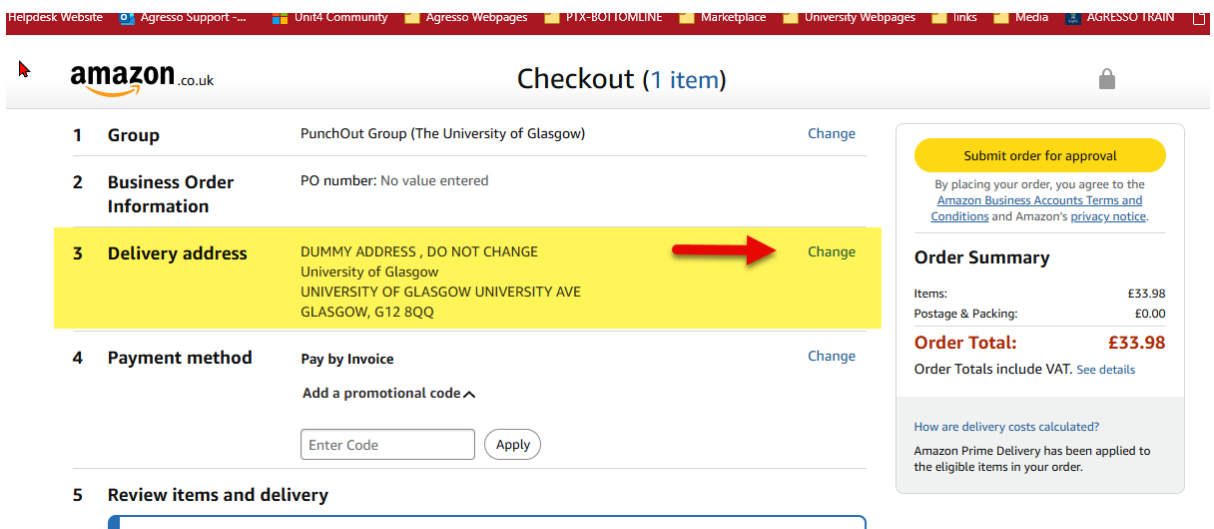 Helpdesk Website Agresso Support -... Unit4 Community Agresso Webpages PTX-BOTTOMLINE Marketplace University Webpages links Media AGRESSO TRAIN
amazon.co.uk
Checkout (1 item)
1 Group PunchOut Group (The University of Glasgow) Change
2 Business Order Information PO number: No value entered
3 Delivery address DUMMY ADDRESS , DO NOT CHANGE Change
University of Glasgow
UNIVERSITY OF GLASGOW UNIVERSITY AVE
GLASGOW, G12 8QQ
4 Payment method Pay by Invoice Change
Add a promotional code
Enter Code Apply
5 Review items and delivery
Submit order for approval
By placing your order, you agree to the
Amazon Business Accounts Terms and
Conditions and Amazon's privacy notice.
Order Summary
Items: £33.98
Postage & Packing: £0.00
Order Total: £33.98
Order Totals include VAT. See details
How are delivery costs calculated?
Amazon Prime Delivery has been applied to
the eligible items in your order.